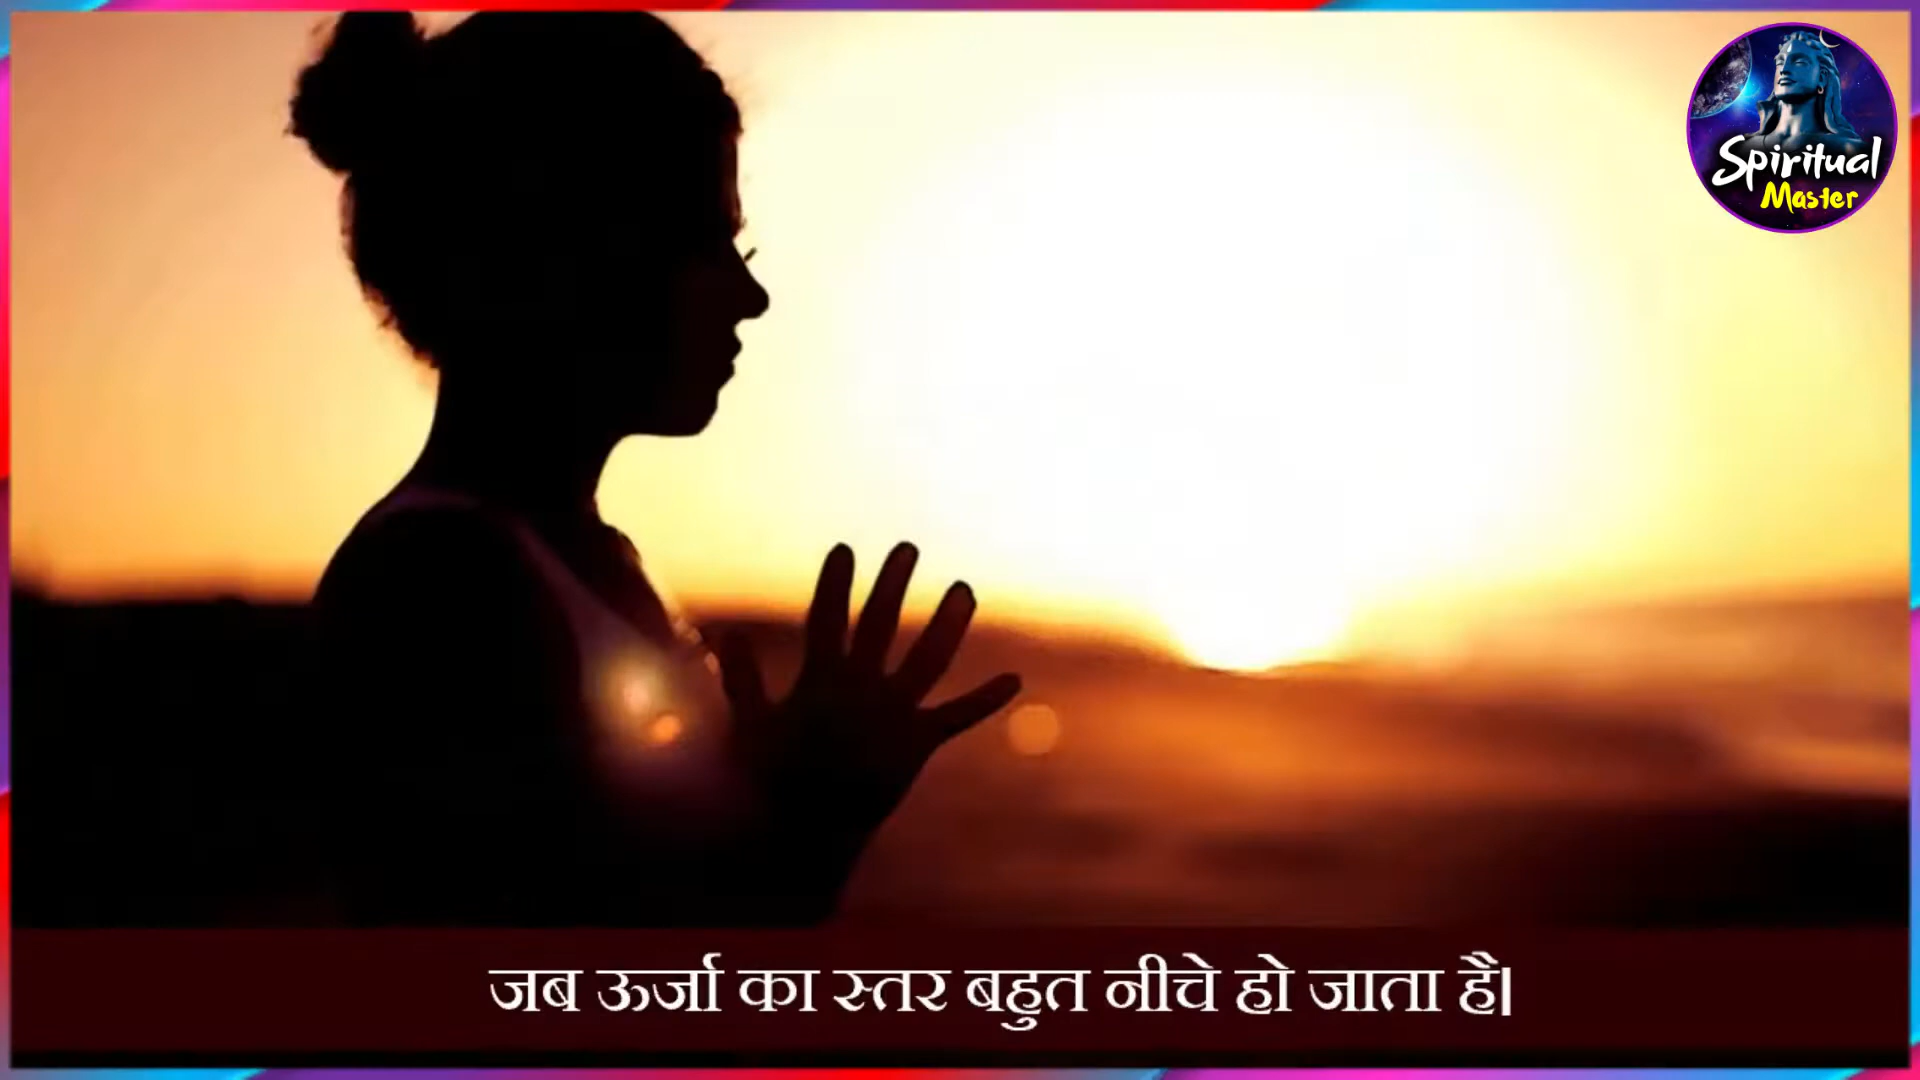 Spiritual
Master
जब ऊर्जा का स्तर बहुत नीचे हो जाता है।